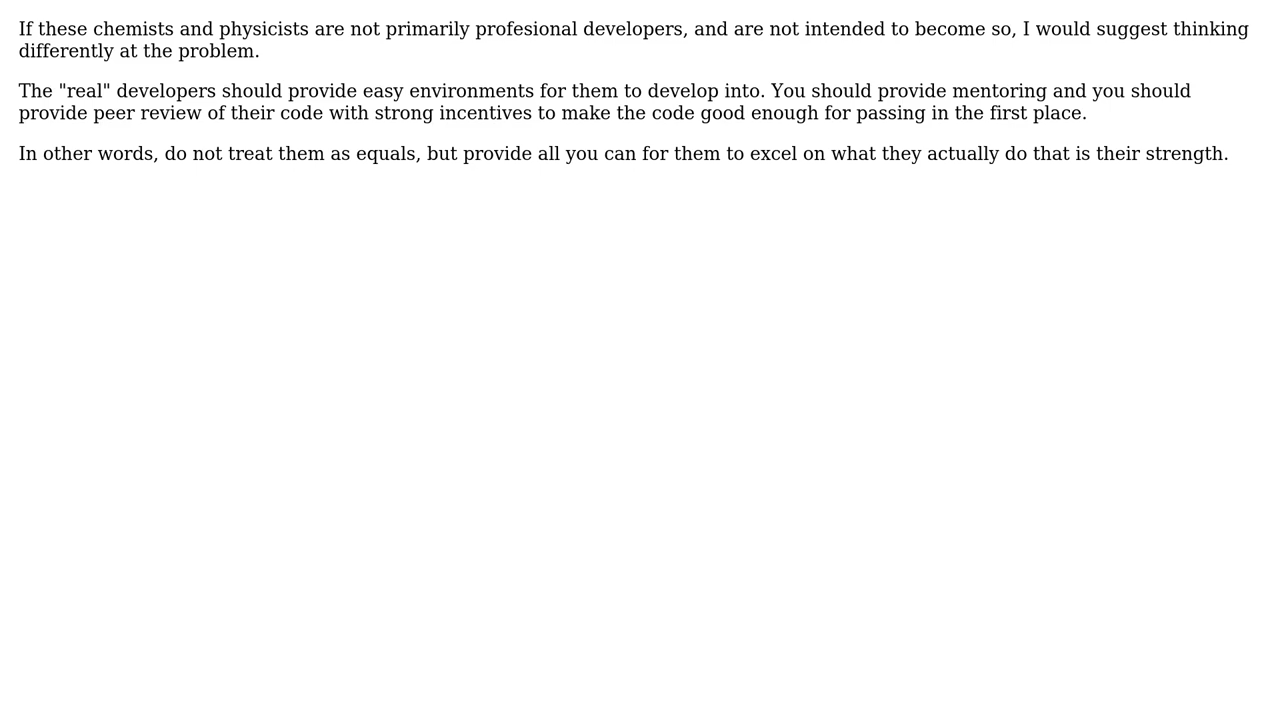 If these chemists and physicists are not primarily profesional developers, and are not intended to become so, I would suggest thinking
differently at the problem.
The "real" developers should provide easy environments for them to develop into. You should provide mentoring and you should
provide peer review of their code with strong incentives to make the code good enough for passing in the first place.
In other words, do not treat them as equals, but provide all you can for them to excel on what they actually do that is their strength.